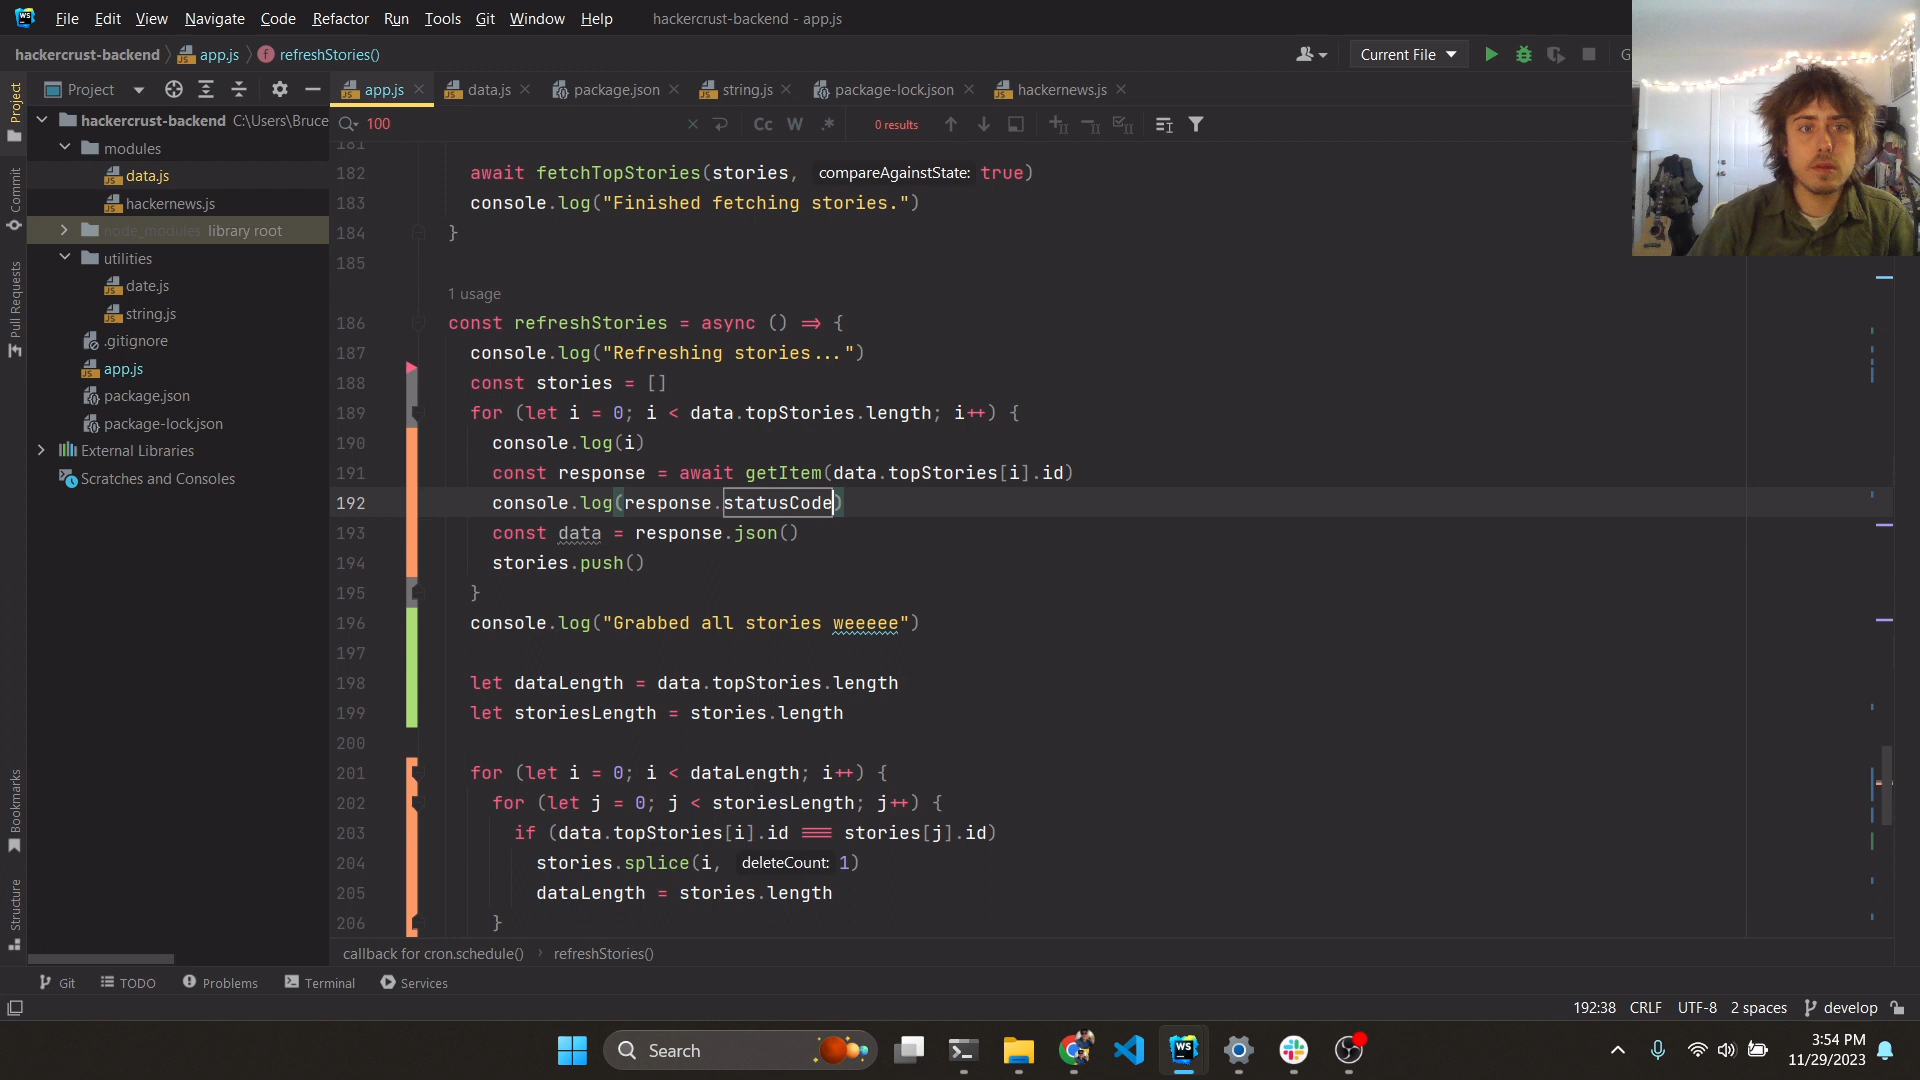 WS File Edit View Navigate Code Refactor Run Tools Git Window Help hackercrust-backend - app.js
hackercrust-backend app.js f refreshStories() Current File G
Project app.js data.js package.json string.js package-lock.json hackernews.js
100 Cc W .* 0 results
Project
Commit
Pull Requests
Bookmarks
Structure
hackercrust-backend C:\Users\Bruce
modules
data.js
hackernews.js
node_modules library root
utilities
date.js
string.js
.gitignore
app.js
package.json
package-lock.json
External Libraries
Scratches and Consoles
181
182 await fetchTopStories(stories, compareAgainstState: true)
183 console.log("Finished fetching stories.")
184 }
185
1 usage
186 const refreshStories = async () => {
187 console.log("Refreshing stories...")
188 const stories = []
189 for (let i = 0; i < data.topStories.length; i++) {
190 console.log(i)
191 const response = await getItem(data.topStories[i].id)
192 console.log(response.statusCode)
193 const data = response.json()
194 stories.push()
195 }
196 console.log("Grabbed all stories weeeee")
197
198 let dataLength = data.topStories.length
199 let storiesLength = stories.length
200
201 for (let i = 0; i < dataLength; i++) {
202 for (let j = 0; j < storiesLength; j++) {
203 if (data.topStories[i].id === stories[j].id)
204 stories.splice(i, deleteCount: 1)
205 dataLength = stories.length
206 }
callback for cron.schedule() refreshStories()
Git TODO Problems Terminal Services
192:38 CRLF UTF-8 2 spaces develop
Search WS
3:54 PM
11/29/2023